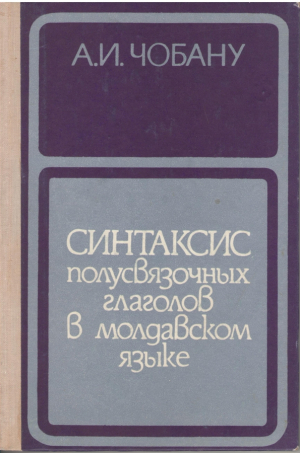 А.И. ЧОБАНУ
СИНТАКСИС
полусвязочных
глаголов
в молдавском
языке